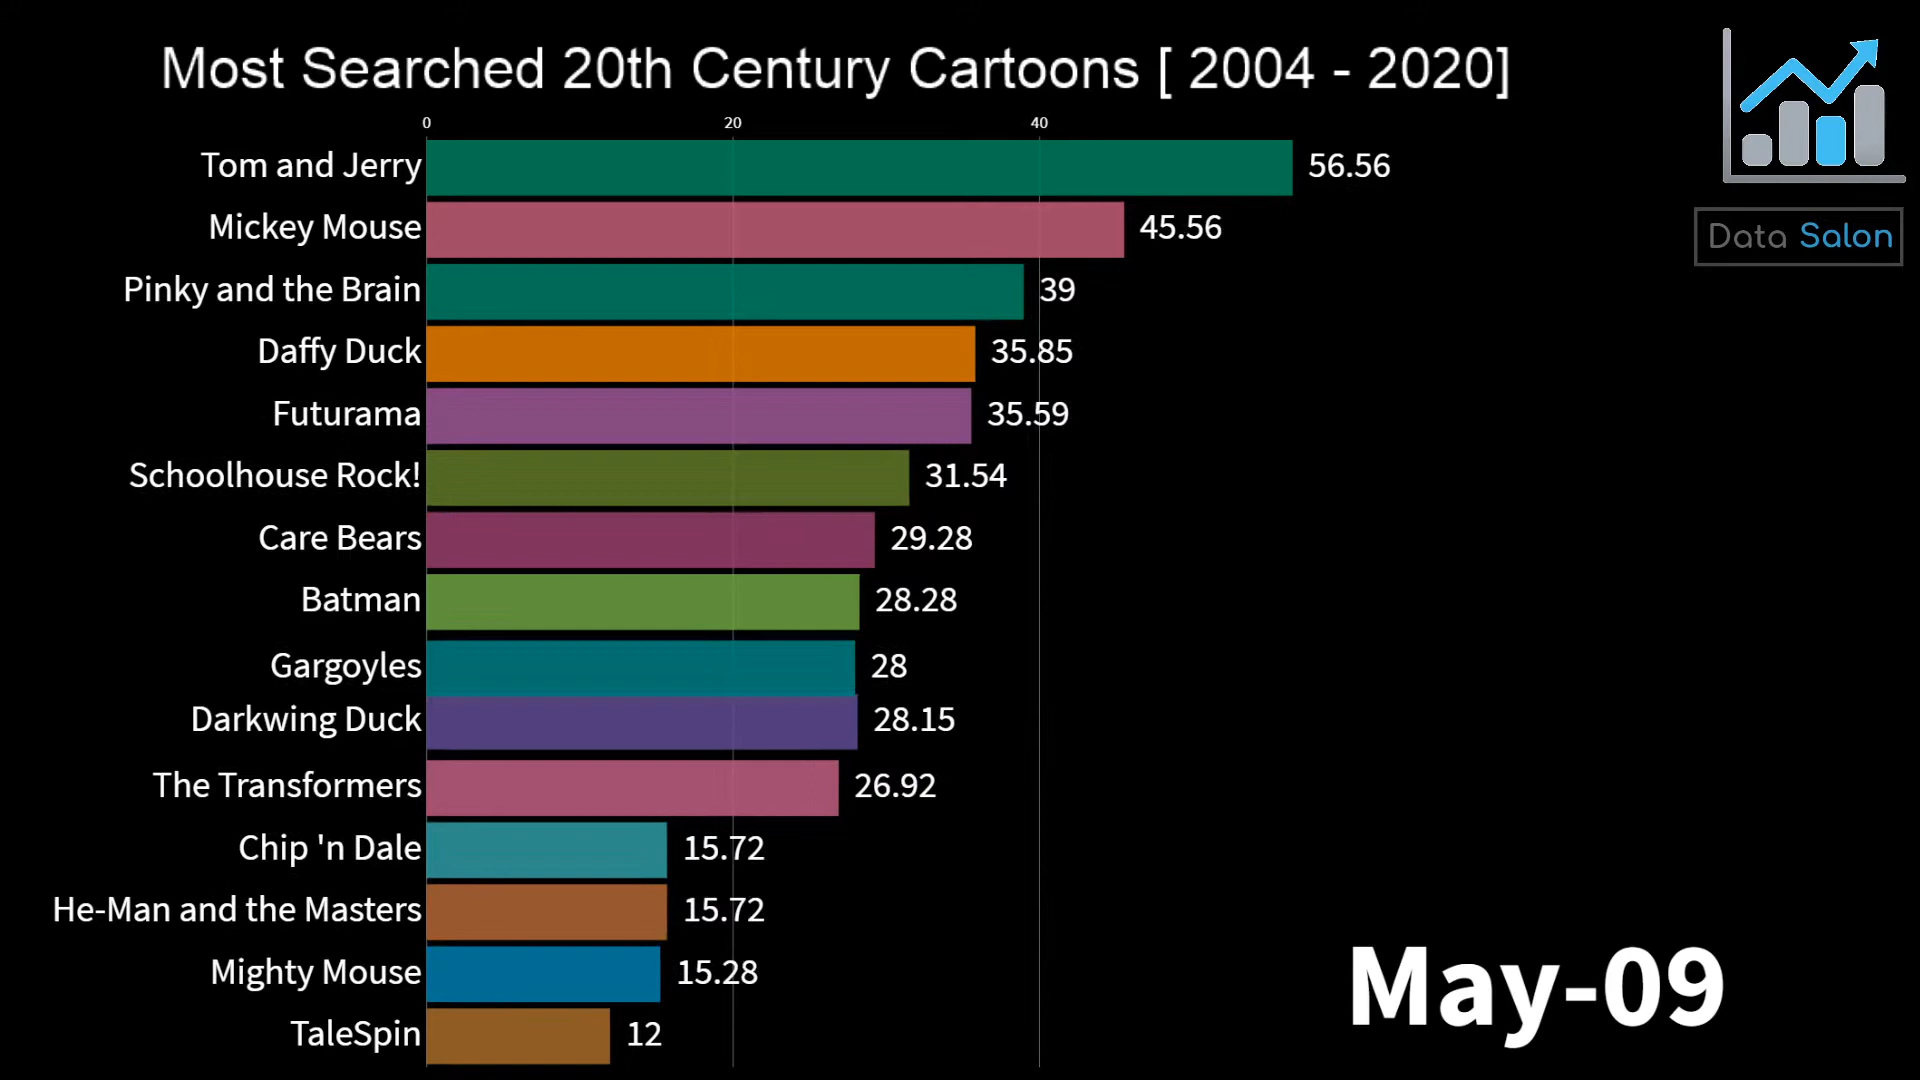 Most Searched 20th Century Cartoons [ 2004 - 2020]
Data Salon
0 20 40
Tom and Jerry 56.56
Mickey Mouse 45.56
Pinky and the Brain 39
Daffy Duck 35.85
Futurama 35.59
Schoolhouse Rock! 31.54
Care Bears 29.28
Batman 28.28
Gargoyles 28
Darkwing Duck 28.15
The Transformers 26.92
Chip 'n Dale 15.72
He-Man and the Masters 15.72
Mighty Mouse 15.28
TaleSpin 12
May-09